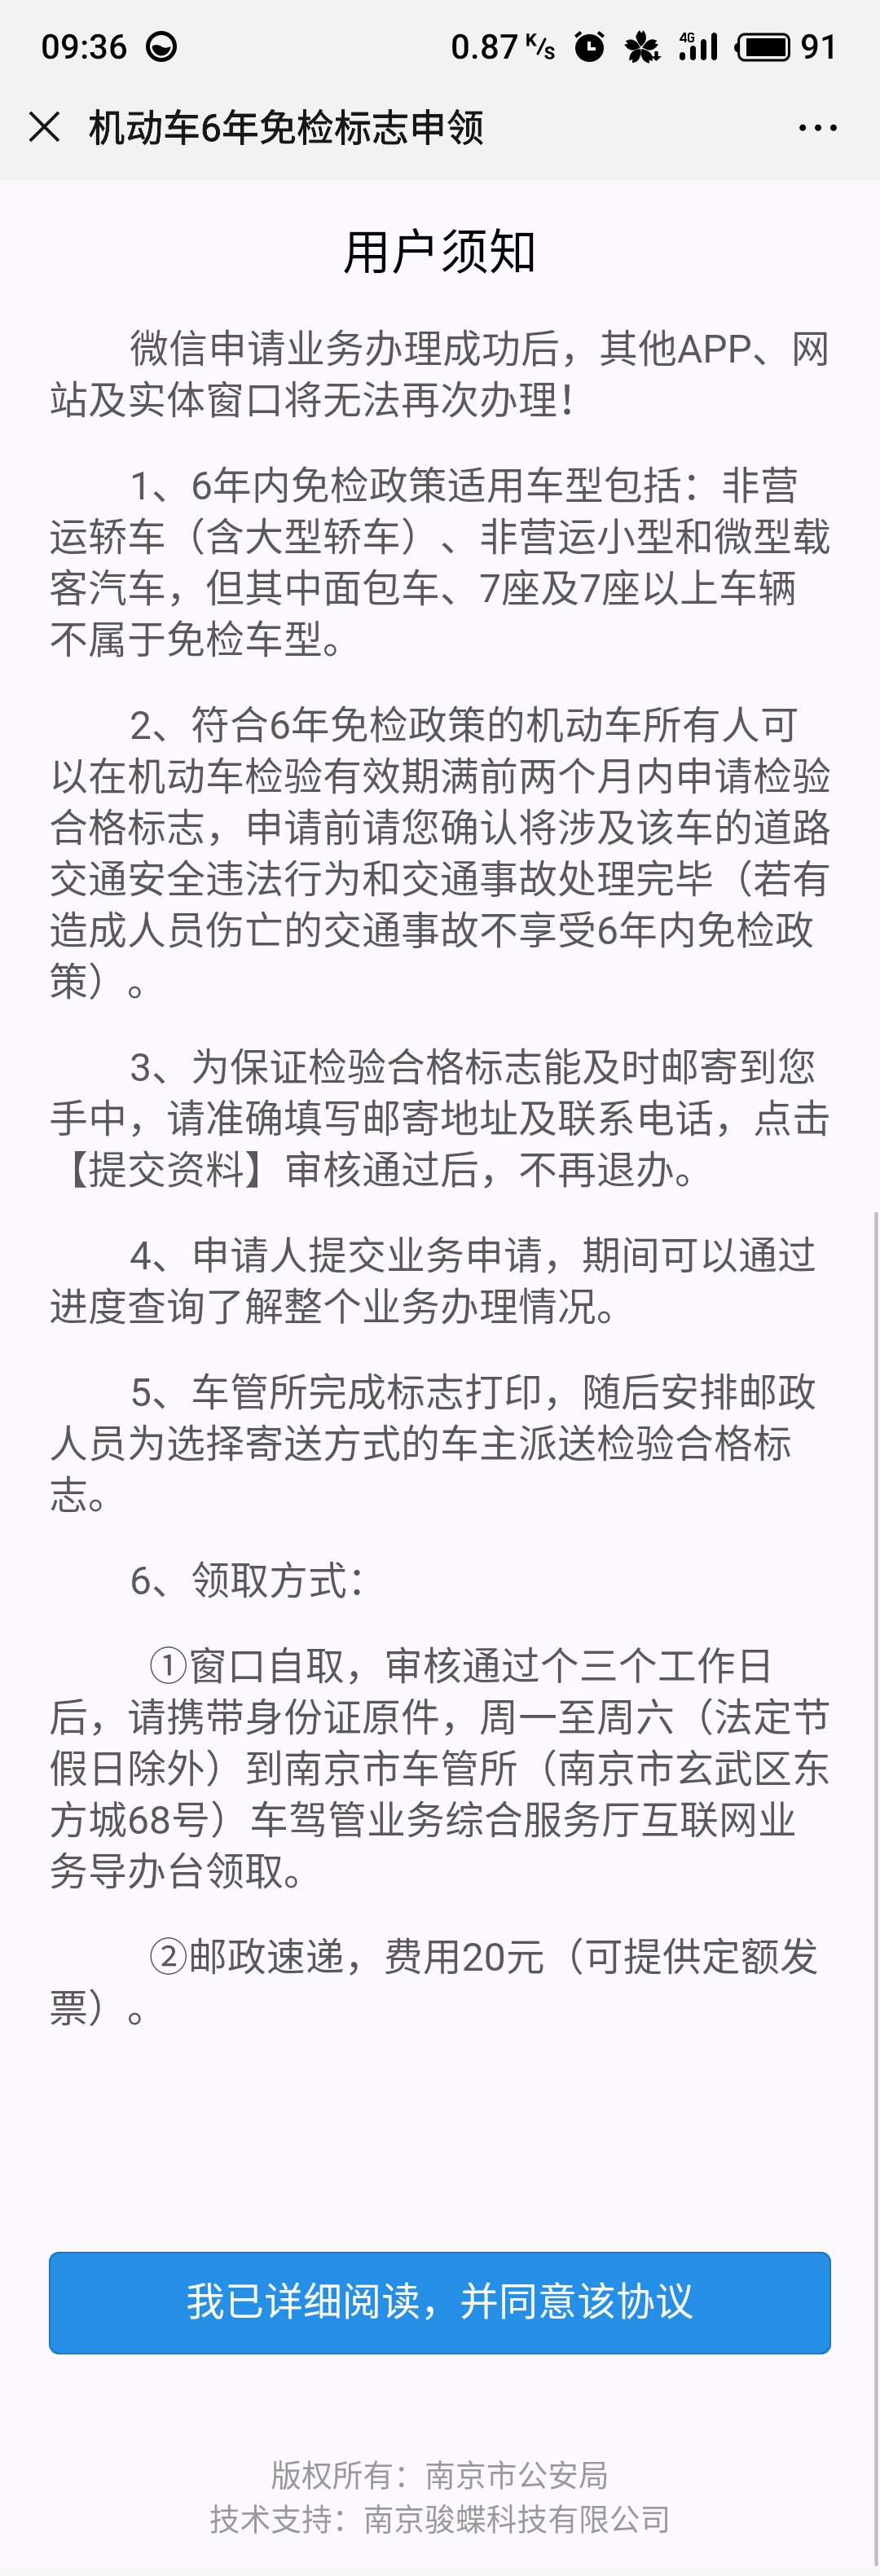 09:36 0.87 K/s 4G 91
机动车6年免检标志申领
用户须知
微信申请业务办理成功后，其他APP、网
站及实体窗口将无法再次办理！
1、6年内免检政策适用车型包括：非营
运轿车（含大型轿车）、非营运小型和微型载
客汽车，但其中面包车、7座及7座以上车辆
不属于免检车型。
2、符合6年免检政策的机动车所有人可
以在机动车检验有效期满前两个月内申请检验
合格标志，申请前请您确认将涉及该车的道路
交通安全违法行为和交通事故处理完毕（若有
造成人员伤亡的交通事故不享受6年内免检政
策）。
3、为保证检验合格标志能及时邮寄到您
手中，请准确填写邮寄地址及联系电话，点击
【提交资料】审核通过后，不再退办。
4、申请人提交业务申请，期间可以通过
进度查询了解整个业务办理情况。
5、车管所完成标志打印，随后安排邮政
人员为选择寄送方式的车主派送检验合格标
志。
6、领取方式：
①窗口自取，审核通过个三个工作日
后，请携带身份证原件，周一至周六（法定节
假日除外）到南京市车管所（南京市玄武区东
方城68号）车驾管业务综合服务厅互联网业
务导办台领取。
②邮政速递，费用20元（可提供定额发
票）。
我已详细阅读，并同意该协议
版权所有：南京市公安局
技术支持：南京骏蝶科技有限公司